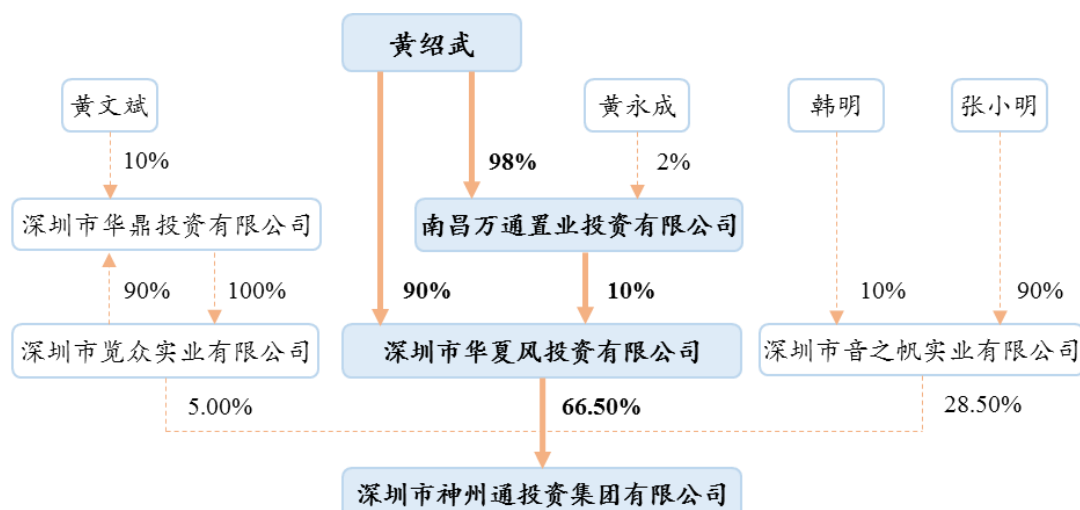 黄绍武
黄文斌
黄永成
韩明
张小明
10%
98%
2%
深圳市华鼎投资有限公司
南昌万通置业投资有限公司
90%
100%
90%
10%
10%
90%
深圳市览众实业有限公司
深圳市华夏风投资有限公司
深圳市音之帆实业有限公司
5.00%
66.50%
28.50%
深圳市神州通投资集团有限公司